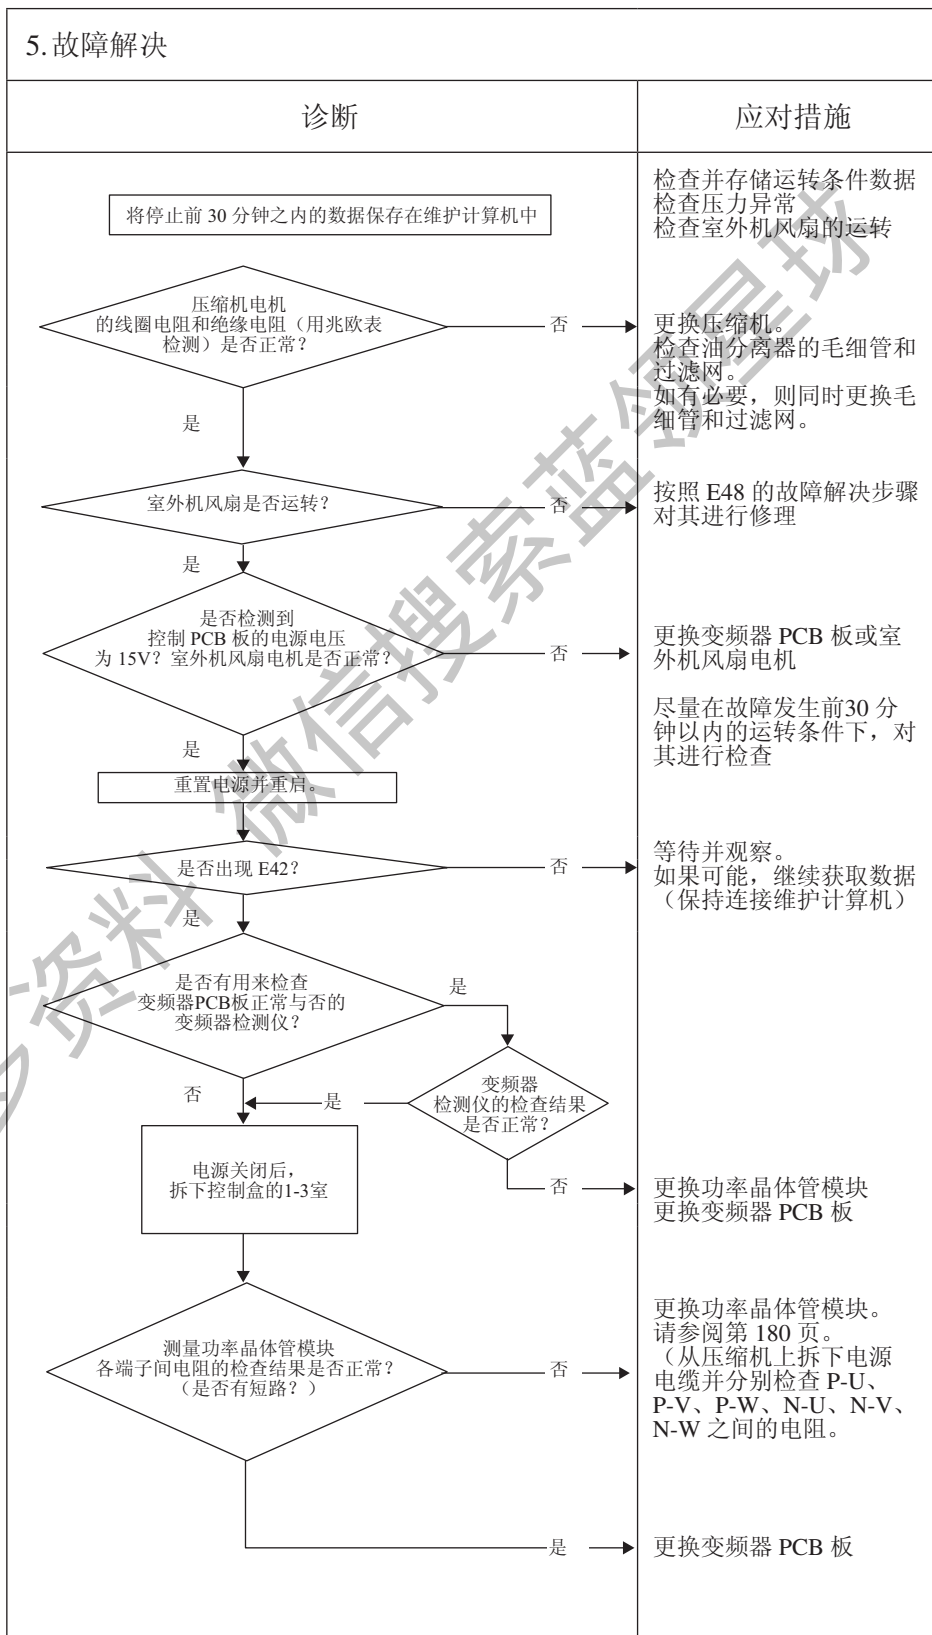 5.故障解决
诊断
应对措施
将停止前 30 分钟之内的数据保存在维护计算机中
检查并存储运转条件数据
检查压力异常
检查室外机风扇的运转
压缩机电机
的线圈电阻和绝缘电阻（用兆欧表
检测）是否正常？
否
更换压缩机。
检查油分离器的毛细管和
过滤网。
如有必要，则同时更换毛
细管和过滤网。
是
室外机风扇是否运转？
否
按照 E48 的故障解决步骤
对其进行修理
是
是否检测到
控制 PCB 板的电源电压
为 15V？室外机风扇电机是否正常？
否
更换变频器 PCB 板或室
外机风扇电机
尽量在故障发生前30 分
钟以内的运转条件下，对
其进行检查
是
重置电源并重启。
是否出现 E42？
否
等待并观察。
如果可能，继续获取数据
（保持连接维护计算机）
是
是否有用来检查
变频器PCB板正常与否的
变频器检测仪？
是
否
变频器
检测仪的检查结果
是否正常？
是
电源关闭后，
拆下控制盒的1-3室
否
更换功率晶体管模块
更换变频器 PCB 板
测量功率晶体管模块
各端子间电阻的检查结果是否正常？
（是否有短路？）
否
更换功率晶体管模块。
请参阅第 180 页。
（从压缩机上拆下电源
电缆并分别检查 P-U、
P-V、P-W、N-U、N-V、
N-W 之间的电阻。
是
更换变频器 PCB 板
多资料 微信搜索蓝领星球